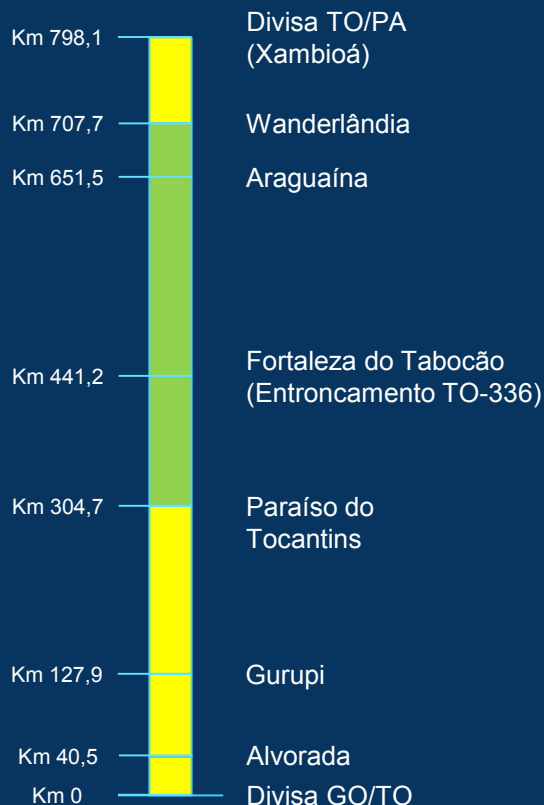 Km 798,1
Divisa TO/PA
(Xambioá)
Km 707,7
Wanderlândia
Km 651,5
Araguaína
Km 441,2
Fortaleza do Tabocão
(Entroncamento TO-336)
Km 304,7
Paraíso do
Tocantins
Km 127,9
Gurupi
Km 40,5
Alvorada
Km 0
Divisa GO/TO